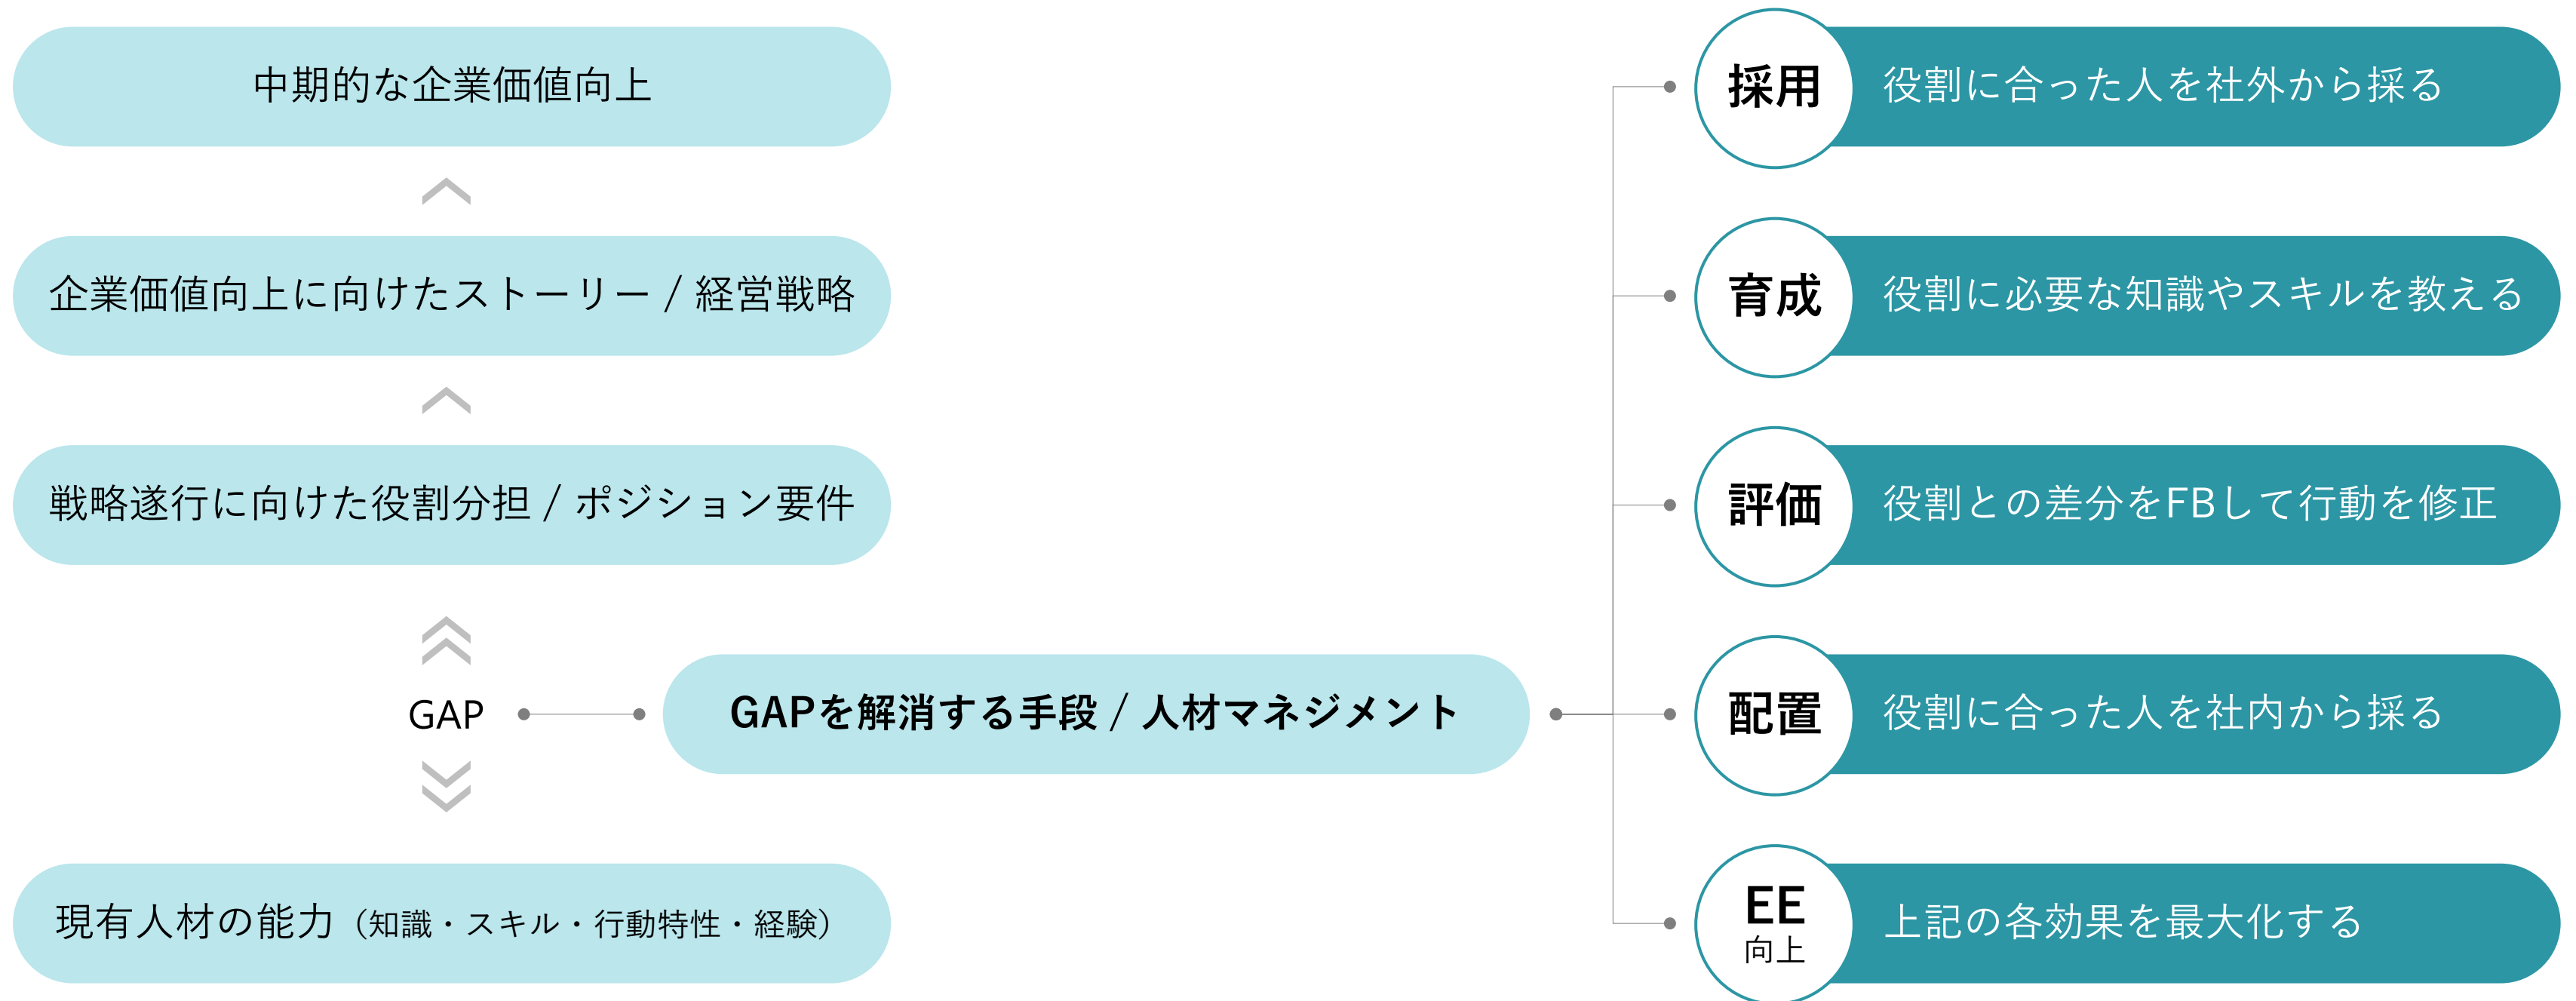 中期的な企業価値向上
企業価値向上に向けたストーリー / 経営戦略
戦略遂行に向けた役割分担 / ポジション要件
GAP
GAPを解消する手段 / 人材マネジメント
現有人材の能力（知識・スキル・行動特性・経験）
採用
役割に合った人を社外から採る
育成
役割に必要な知識やスキルを教える
評価
役割との差分をFBして行動を修正
配置
役割に合った人を社内から採る
EE
向上
上記の各効果を最大化する